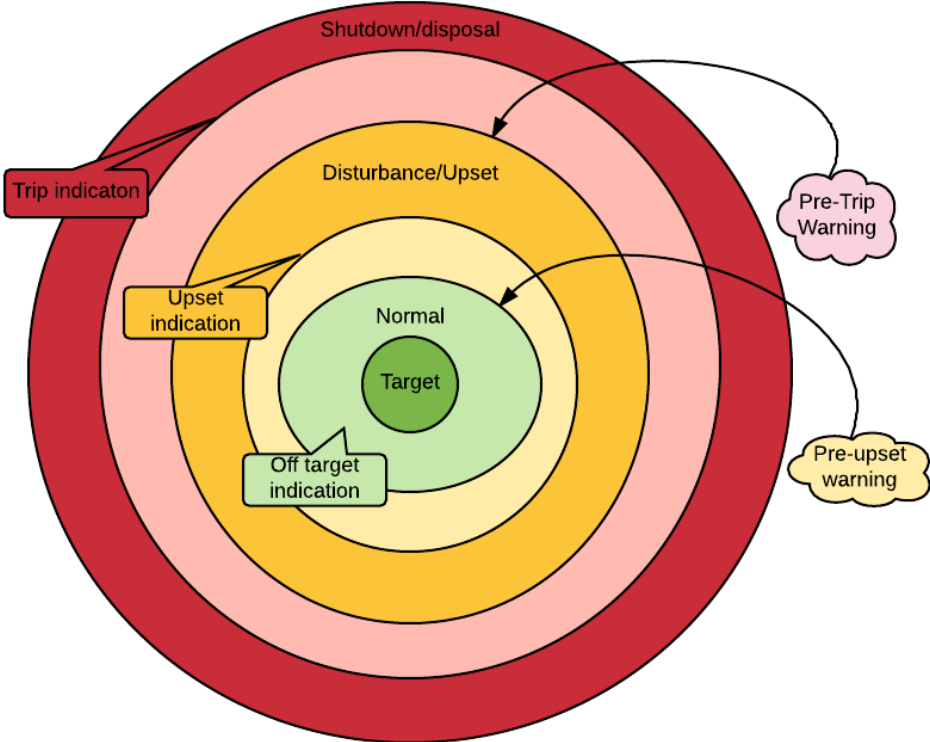 Shutdown/disposal
Trip indicaton
Disturbance/Upset
Pre-Trip
Warning
Upset
indication
Normal
Target
Off target
indication
Pre-upset
warning